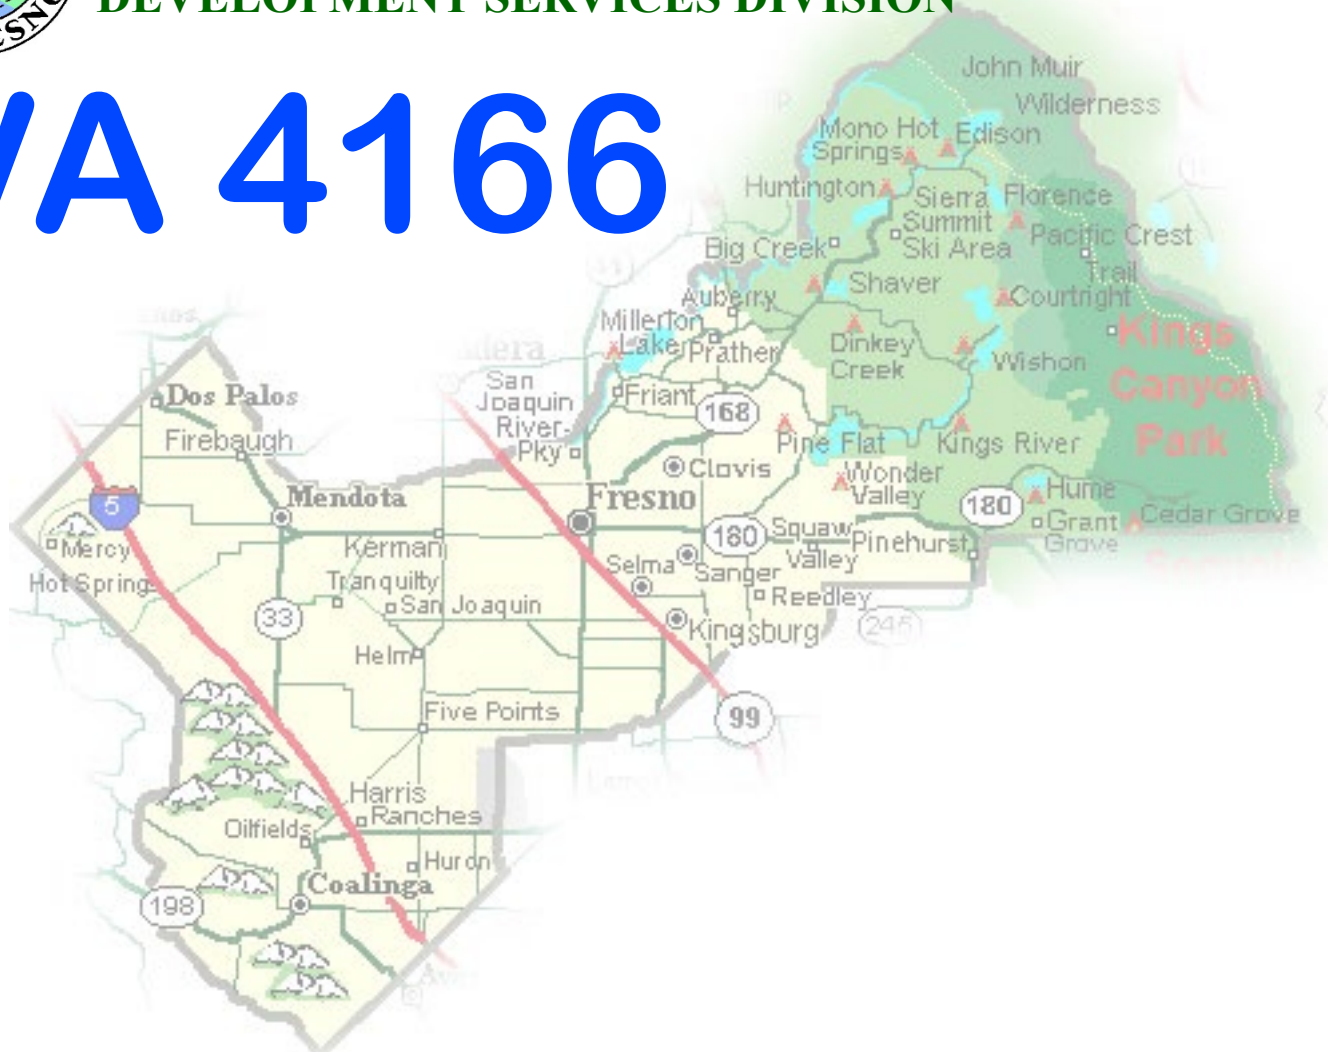 DEVELOPMENT SERVICES DIVISION
VA 4166
John Muir
Wilderness
Mono Hot
Springs
Edison
Huntington
Sierra
Summit
Ski Area
Florence
Pacific Crest
Trail
Big Creek
Shaver
Courtright
Auberry
Millerton
Lake
Prather
Dinkey
Creek
Wishon
Kings
Canyon
Park
San
Joaquin
River-
Pky
Friant
168
Dos Palos
Firebaugh
Pine Flat
Kings River
Clovis
Wonder
Valley
5
Mendota
Fresno
180
Hume
Grant
Grove
Cedar Grove
Mercy
Hot Spring
Kerman
180
Squaw
Valley
Pinehurst
Selma
Sanger
Tranquilty
San Joaquin
Reedley
33
Kingsburg
245
Helm
Five Points
99
Harris
Ranches
Oilfields
Huron
Coalinga
198